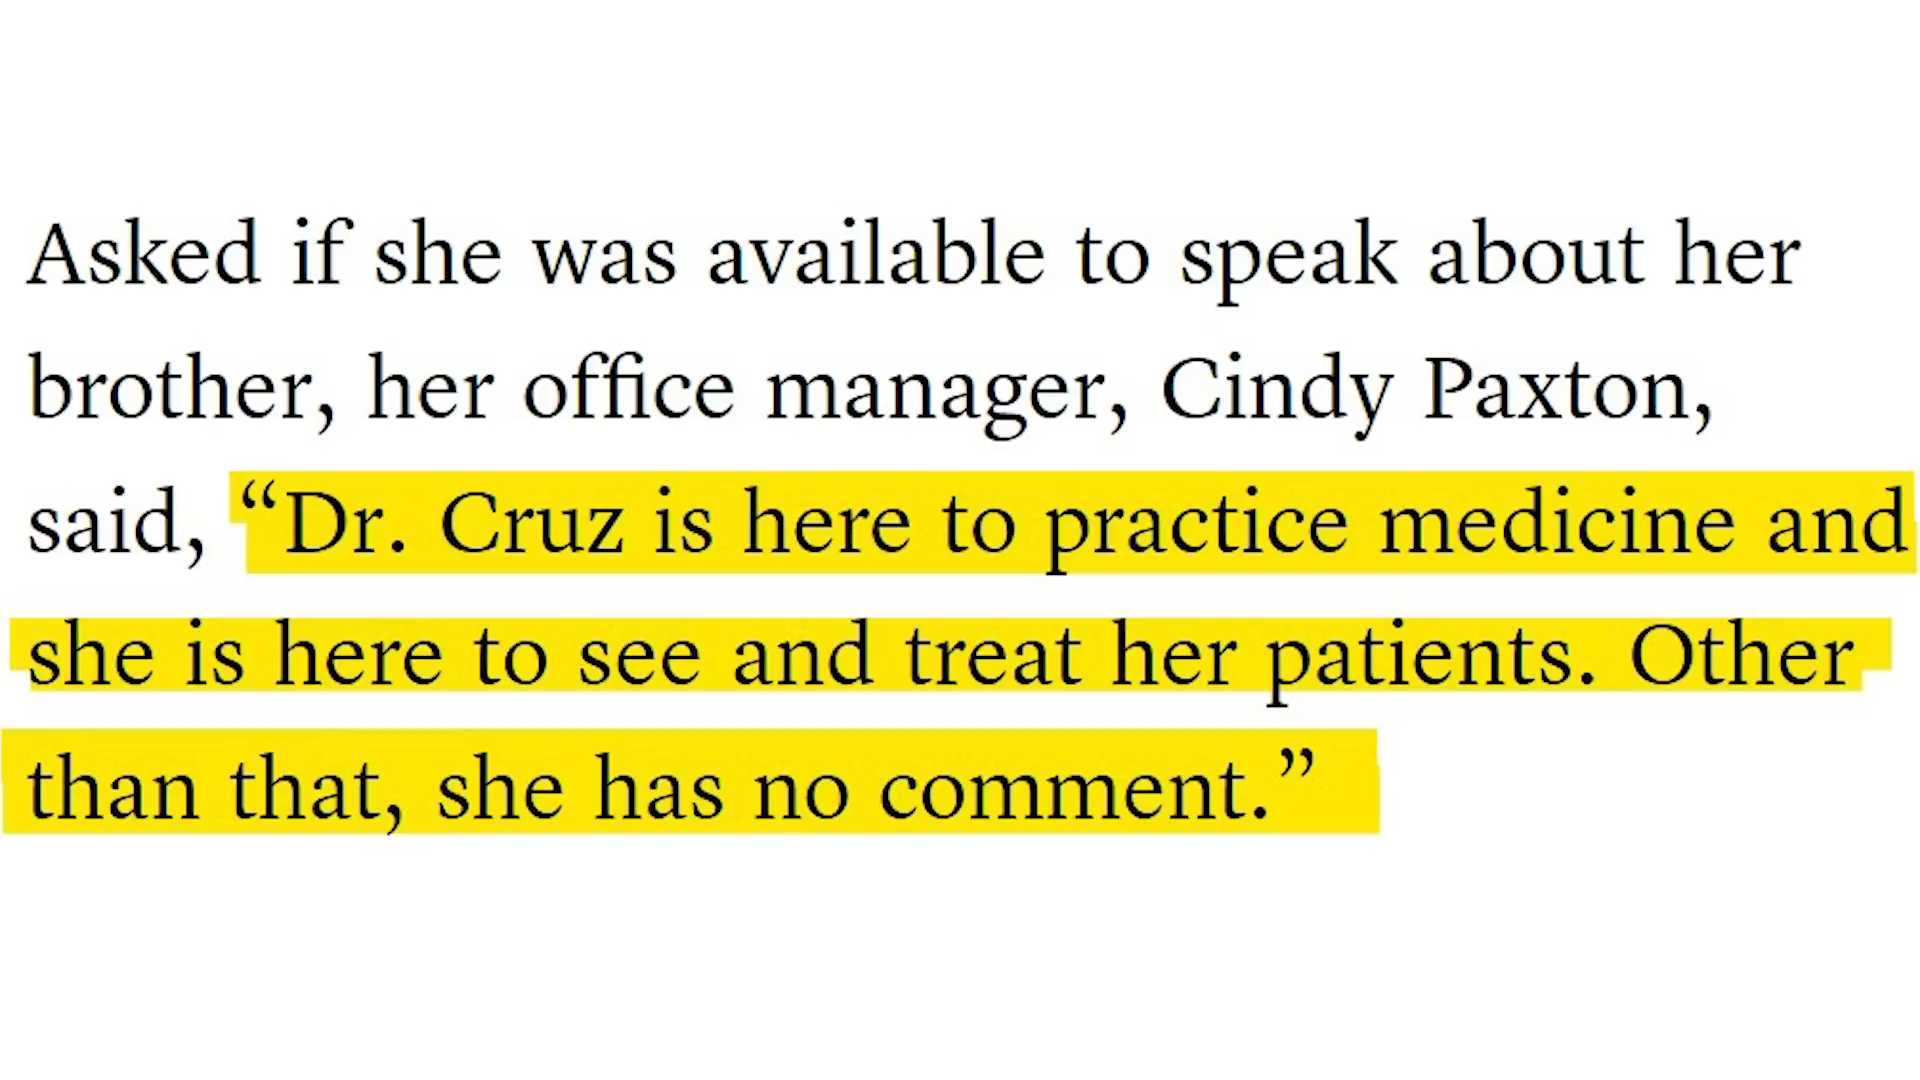 Asked if she was available to speak about her
brother, her office manager, Cindy Paxton,
said, “Dr. Cruz is here to practice medicine and
she is here to see and treat her patients. Other
than that, she has no comment.”